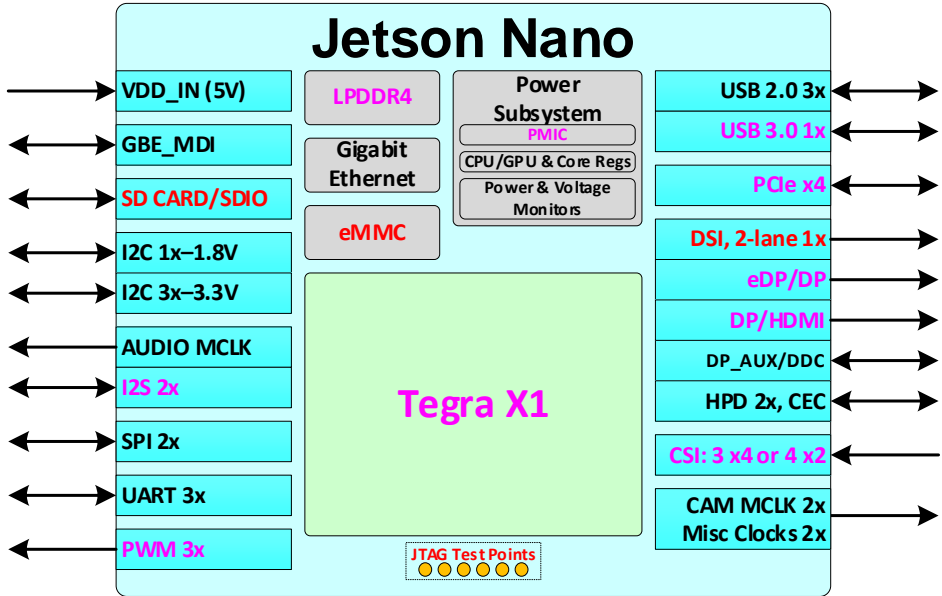 Jetson Nano
VDD_IN (5V)
GBE_MDI
SD CARD/SDIO
I2C 1x–1.8V
I2C 3x–3.3V
AUDIO MCLK
I2S 2x
SPI 2x
UART 3x
PWM 3x
LPDDR4
Gigabit
Ethernet
eMMC
Power
Subsystem
PMIC
CPU/GPU & Core Regs
Power & Voltage
Monitors
Tegra X1
JTAG Test Points
USB 2.0 3x
USB 3.0 1x
PCIe x4
DSI, 2-lane 1x
eDP/DP
DP/HDMI
DP_AUX/DDC
HPD 2x, CEC
CSI: 3 x4 or 4 x2
CAM MCLK 2x
Misc Clocks 2x